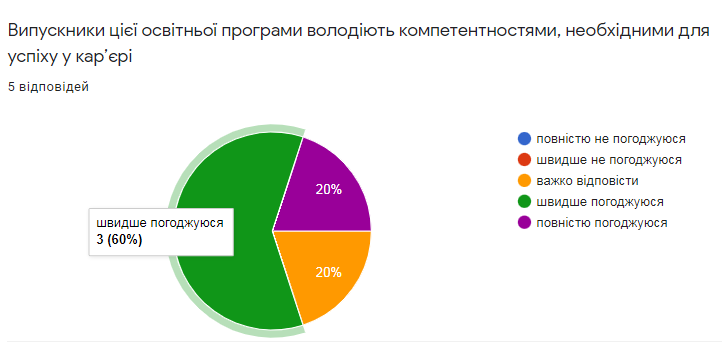 Випускники цієї освітньої програми володіють компетентностями, необхідними для
успіху у кар’єрі
5 відповідей
швидше погоджуюся
3 (60%)
20%
20%
повністю не погоджуюся
швидше не погоджуюся
важко відповісти
швидше погоджуюся
повністю погоджуюся